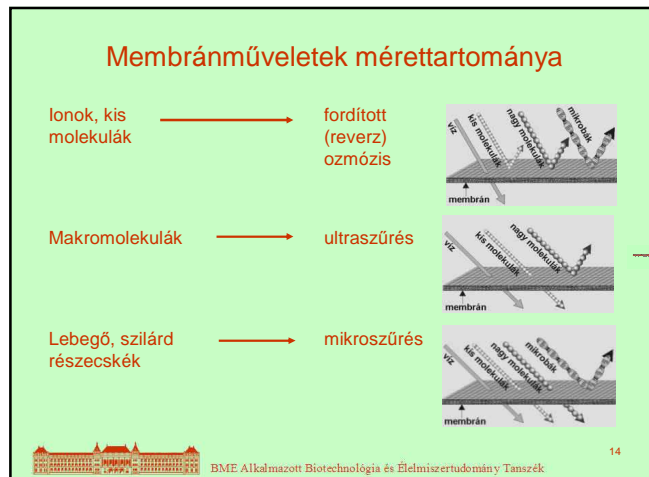 Membránműveletek mérettartománya
Ionok, kis
molekulák
fordított
(reverz)
ozmózis
víz
kis molekulák
nagy molekulák
mikrobák
membrán
Makromolekulák
ultraszűrés
víz
kis molekulák
nagy molekulák
membrán
Lebegő, szilárd
részecskék
mikroszűrés
víz
kis molekulák
nagy molekulák
mikrobák
membrán
BME Alkalmazott Biotechnológia és Élelmiszertudomány Tanszék
14